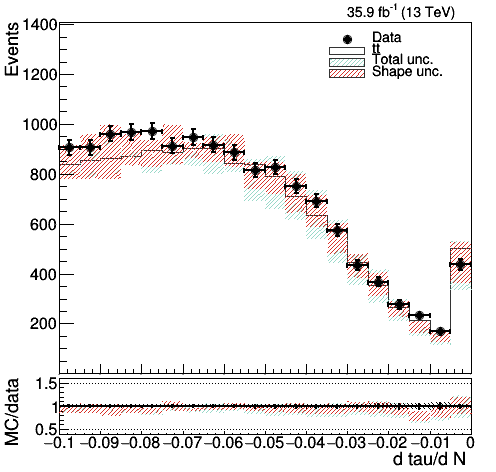 35.9 fb⁻¹ (13 TeV)
Events
1400
1200
1000
800
600
400
200
Data
tt
Total unc.
Shape unc.
MC/data
1.5
1
0.5
−0.1 −0.09 −0.08 −0.07 −0.06 −0.05 −0.04 −0.03 −0.02 −0.01 0
d tau/d N